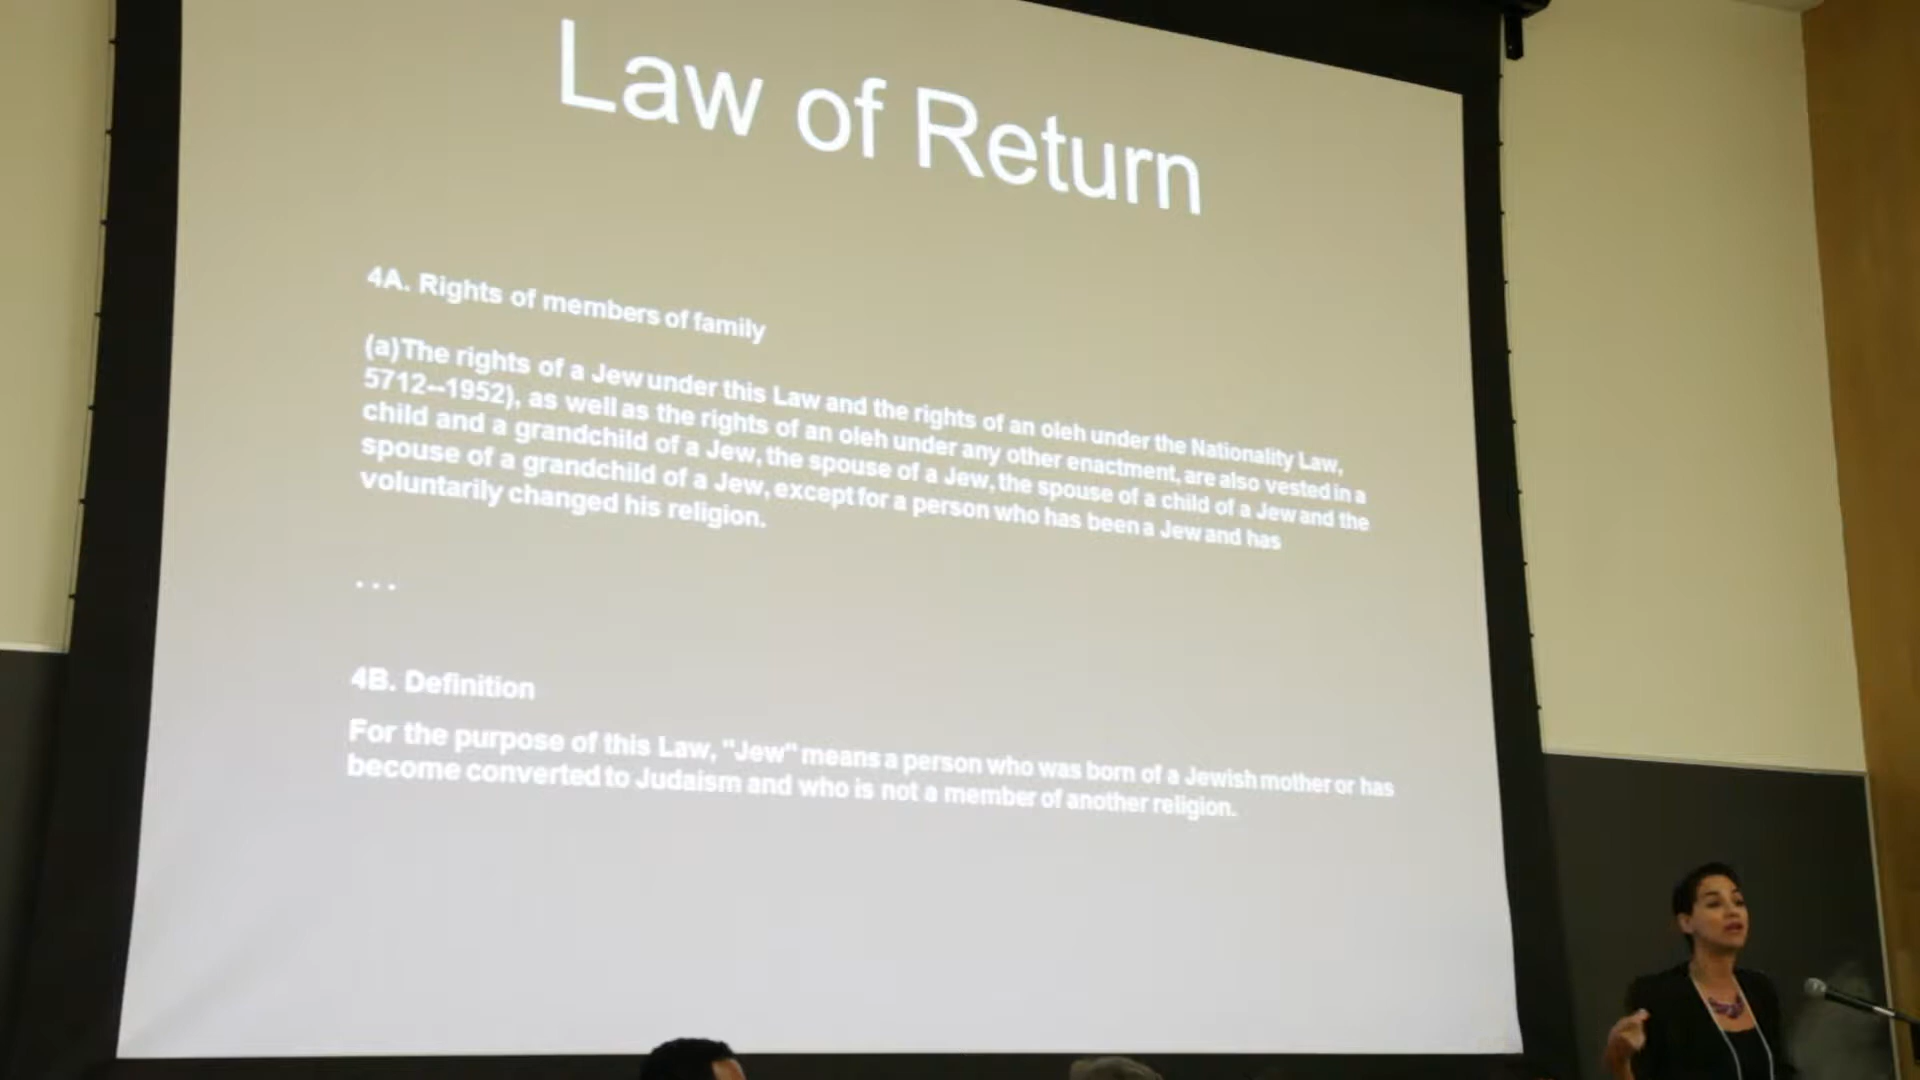 Law of Return
4A. Rights of members of family
(a)The rights of a Jew under this Law and the rights of an oleh under the Nationality Law,
5712--1952), as well as the rights of an oleh under any other enactment, are also vested in a
child and a grandchild of a Jew, the spouse of a Jew, the spouse of a child of a Jew and the
spouse of a grandchild of a Jew, except for a person who has been a Jew and has
voluntarily changed his religion.
. . .
4B. Definition
For the purpose of this Law, "Jew" means a person who was born of a Jewish mother or has
become converted to Judaism and who is not a member of another religion.